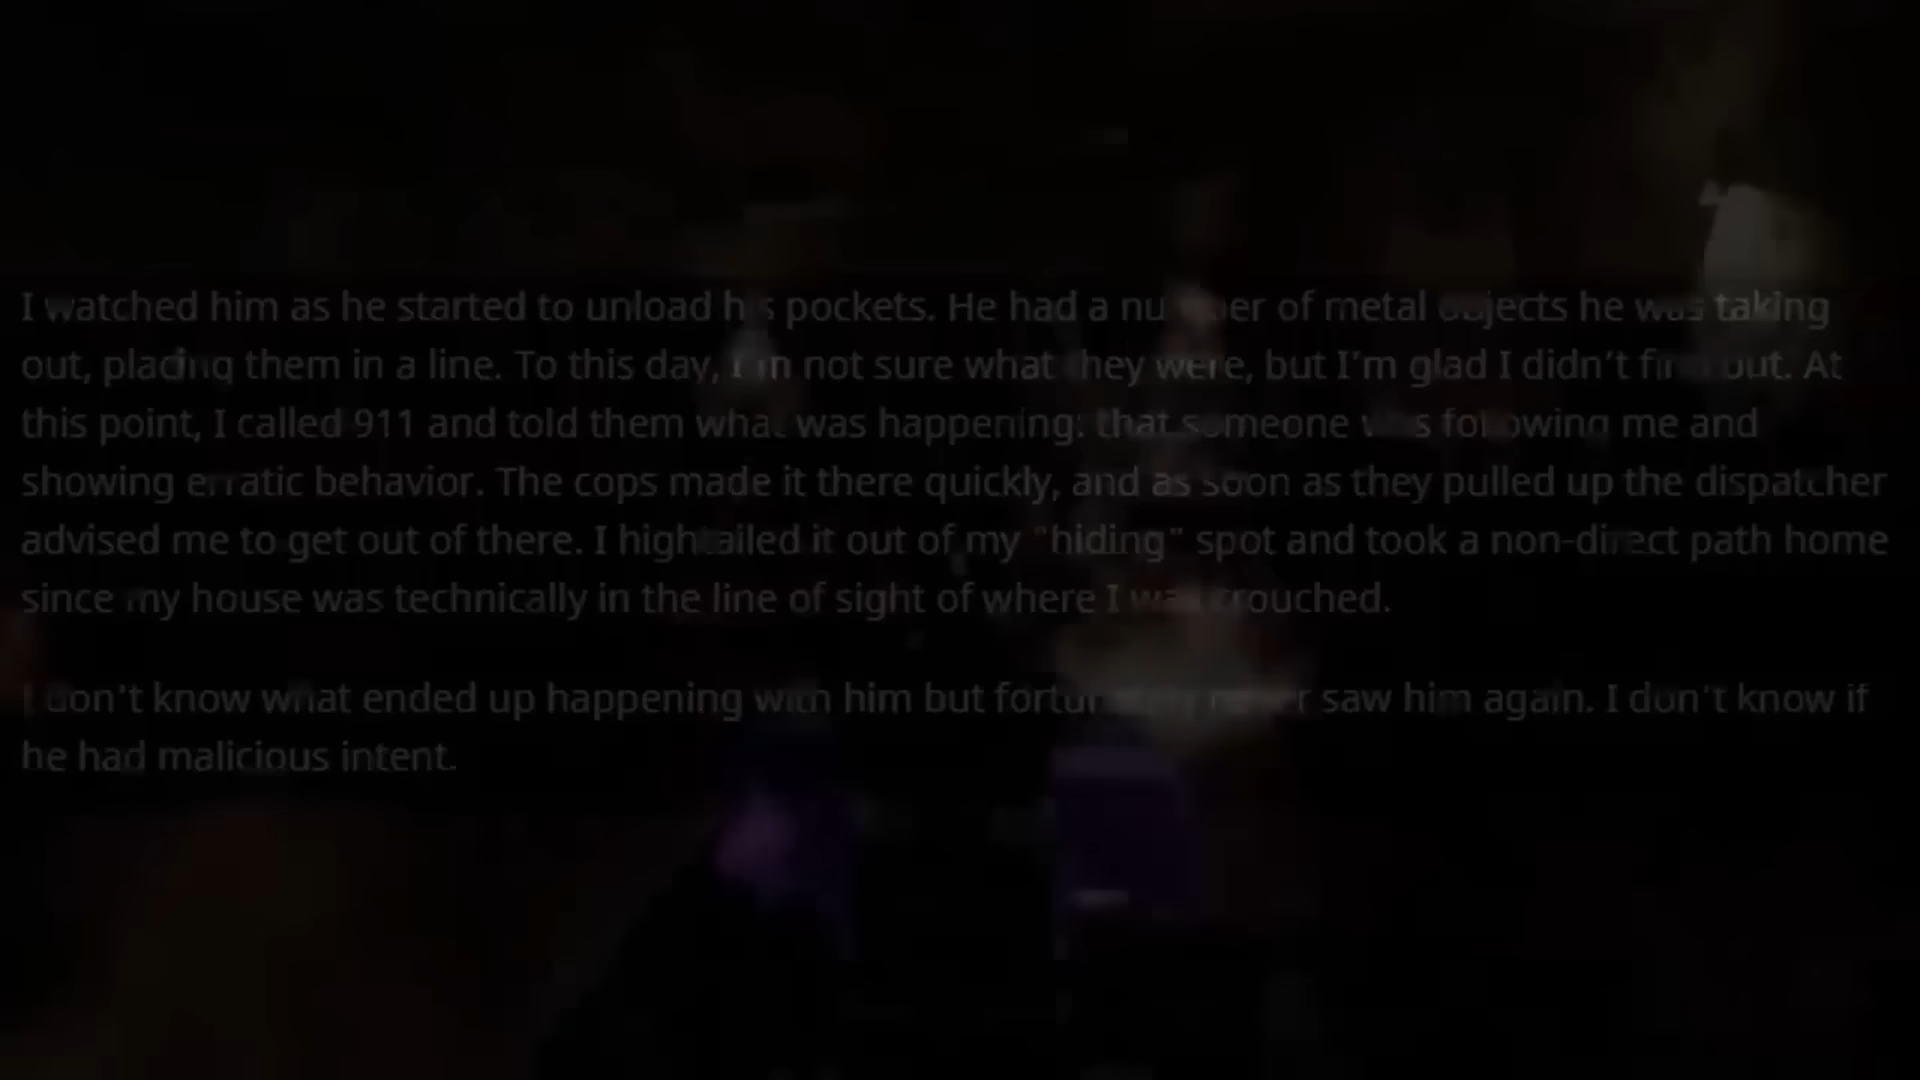 I watched him as he started to unload his pockets. He had a number of metal objects he was taking
out, placing them in a line. To this day, I'm not sure what they were, but I'm glad I didn't find out. At
this point, I called 911 and told them what was happening: that someone was following me and
showing erratic behavior. The cops made it there quickly, and as soon as they pulled up the dispatcher
advised me to get out of there. I hightailed it out of my "hiding" spot and took a non-direct path home
since my house was technically in the line of sight of where I was crouched.
I don't know what ended up happening with him but fortunately never saw him again. I don't know if
he had malicious intent.